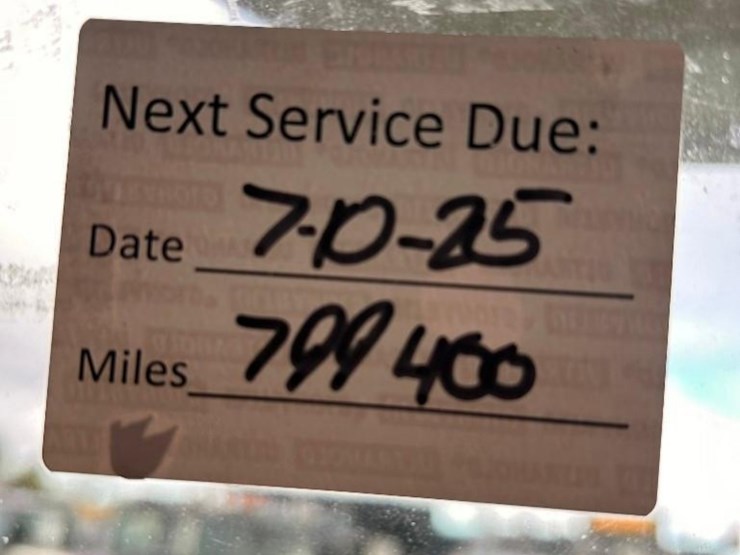 Next Service Due:
Date 7-10-25
Miles 799400